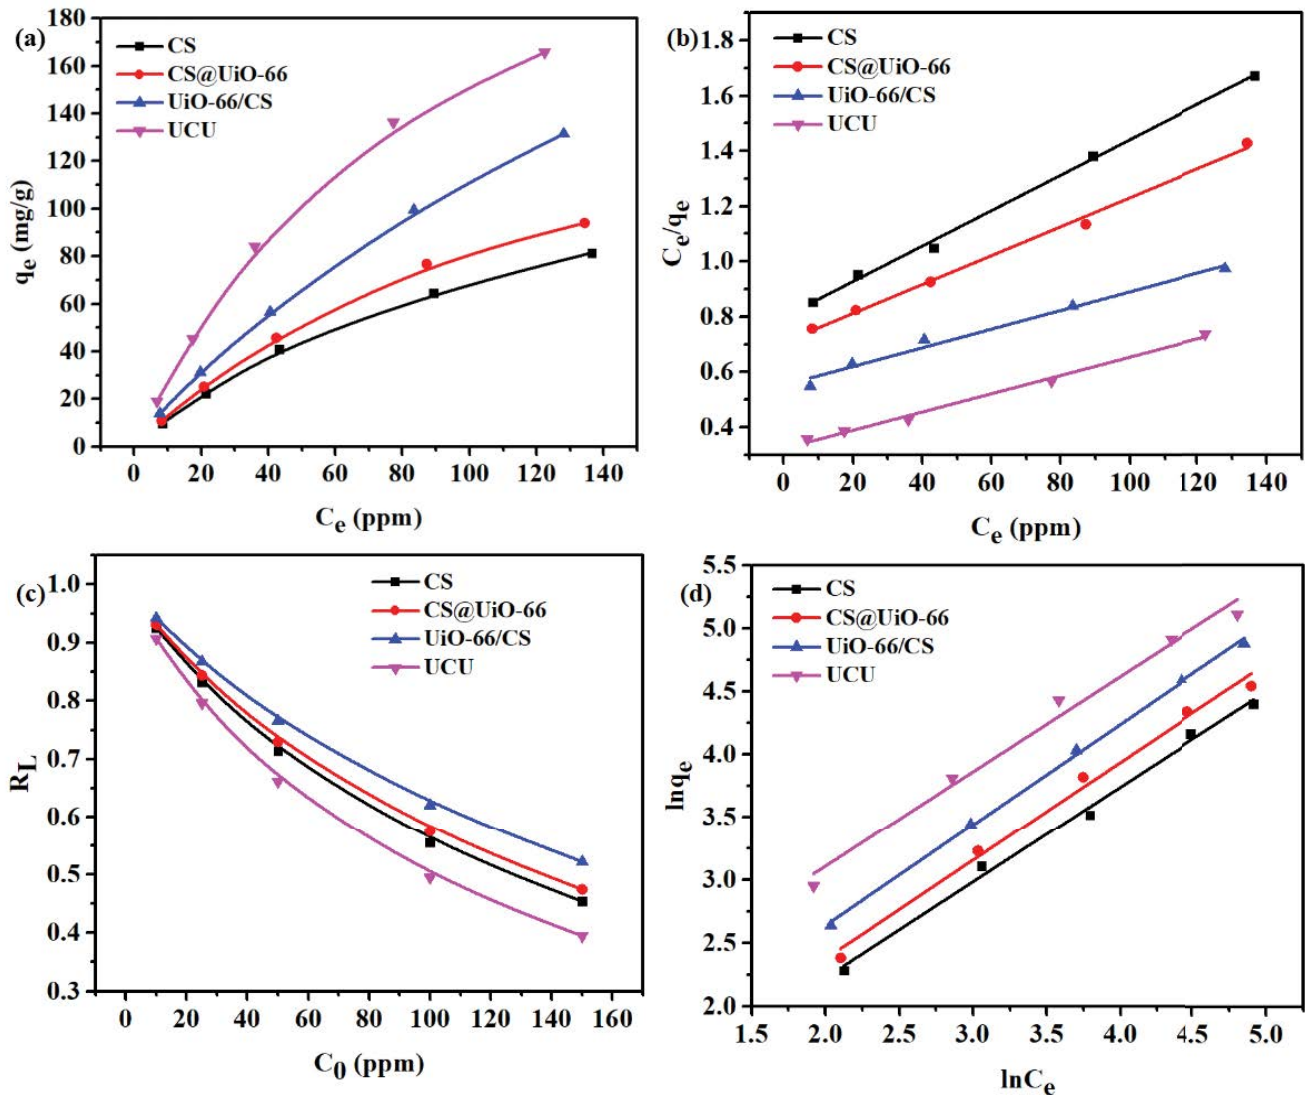 (a)
CS
CS@UiO-66
UiO-66/CS
UCU
180
160
140
120
100
80
60
40
20
0
qe (mg/g)
0 20 40 60 80 100 120 140
Ce (ppm)
(b)
CS
CS@UiO-66
UiO-66/CS
UCU
1.8
1.6
1.4
1.2
1.0
0.8
0.6
0.4
Ce/qe
0 20 40 60 80 100 120 140
Ce (ppm)
(c)
CS
CS@UiO-66
UiO-66/CS
UCU
1.0
0.9
0.8
0.7
0.6
0.5
0.4
0.3
RL
0 20 40 60 80 100 120 140 160
C0 (ppm)
(d)
CS
CS@UiO-66
UiO-66/CS
UCU
5.5
5.0
4.5
4.0
3.5
3.0
2.5
2.0
lnqe
1.5 2.0 2.5 3.0 3.5 4.0 4.5 5.0
lnCe